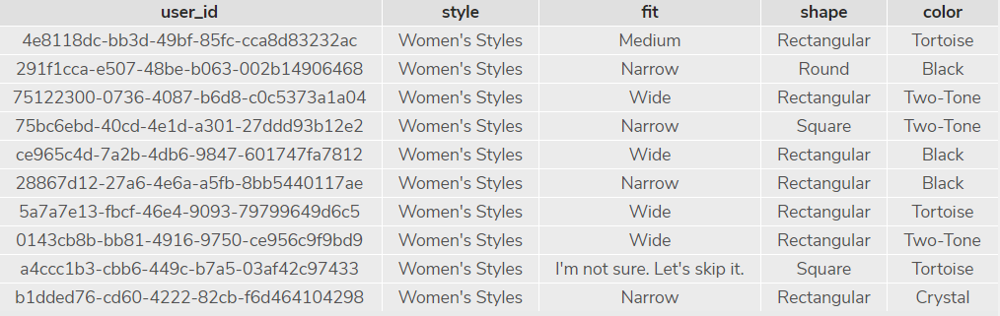 user_id style fit shape color
4e8118dc-bb3d-49bf-85fc-cca8d83232ac Women's Styles Medium Rectangular Tortoise
291f1cca-e507-48be-b063-002b14906468 Women's Styles Narrow Round Black
75122300-0736-4087-b6d8-c0c5373a1a04 Women's Styles Wide Rectangular Two-Tone
75bc6ebd-40cd-4e1d-a301-27ddd93b12e2 Women's Styles Narrow Square Two-Tone
ce965c4d-7a2b-4db6-9847-601747fa7812 Women's Styles Wide Rectangular Black
28867d12-27a6-4e6a-a5fb-8bb5440117ae Women's Styles Narrow Rectangular Black
5a7a7e13-fbcf-46e4-9093-79799649d6c5 Women's Styles Wide Rectangular Tortoise
0143cb8b-bb81-4916-9750-ce956c9f9bd9 Women's Styles Wide Rectangular Two-Tone
a4ccc1b3-cbb6-449c-b7a5-03af42c97433 Women's Styles I'm not sure. Let's skip it. Square Tortoise
b1dded76-cd60-4222-82cb-f6d464104298 Women's Styles Narrow Rectangular Crystal